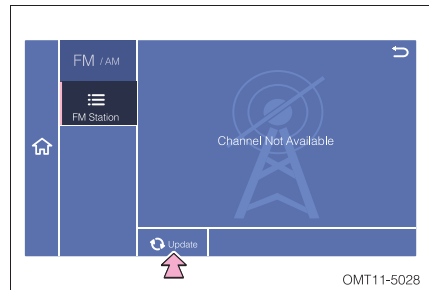 FM / AM
FM Station
Channel Not Available
Update
OMT11-5028